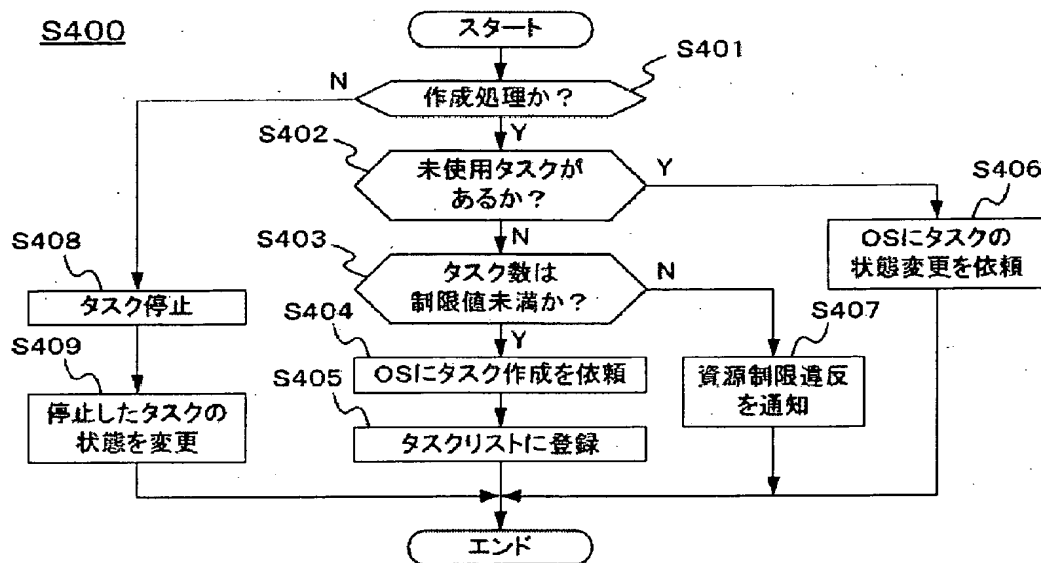 S400
スタート
S401
N
作成処理か？
S402
Y
未使用タスクが
あるか？
Y
S406
OSにタスクの
状態変更を依頼
S403
N
タスク数は
制限値未満か？
N
S408
タスク停止
S404
Y
OSにタスク作成を依頼
S407
資源制限違反
を通知
S409
停止したタスクの
状態を変更
S405
タスクリストに登録
エンド